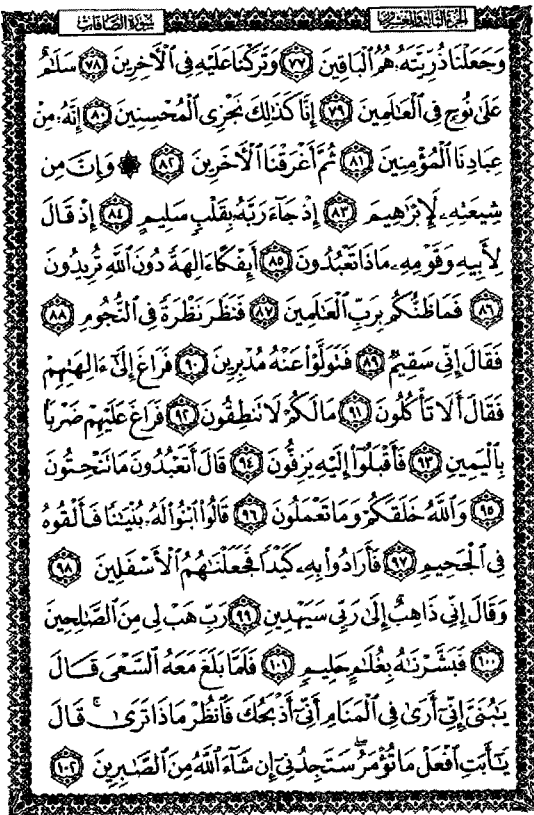 الجزء الثالث والعشرون سورة الصافات
وَجَعَلْنَا ذُرِّيَّتَهُۥ هُمُ ٱلْبَاقِينَ ٧٧ وَتَرَكْنَا عَلَيْهِ فِى ٱلْأَخِرِينَ ٧٨ سَلَٰمٌ
عَلَىٰ نُوحٍ فِى ٱلْعَٰلَمِينَ ٧٩ إِنَّا كَذَٰلِكَ نَجْزِى ٱلْمُحْسِنِينَ ٨٠ إِنَّهُۥ مِنْ
عِبَادِنَا ٱلْمُؤْمِنِينَ ٨١ ثُمَّ أَغْرَقْنَا ٱلْأَخَرِينَ ٨٢ ۞ وَإِنَّ مِن
شِيعَتِهِۦ لَإِبْرَٰهِيمَ ٨٣ إِذْ جَآءَ رَبَّهُۥ بِقَلْبٍ سَلِيمٍ ٨٤ إِذْ قَالَ
لِأَبِيهِ وَقَوْمِهِۦ مَاذَا تَعْبُدُونَ ٨٥ أَئِفْكًا ءَالِهَةً دُونَ ٱللَّهِ تُرِيدُونَ
٨٦ فَمَا ظَنُّكُم بِرَبِّ ٱلْعَٰلَمِينَ ٨٧ فَنَظَرَ نَظْرَةً فِى ٱلنُّجُومِ ٨٨
فَقَالَ إِنِّى سَقِيمٌ ٨٩ فَتَوَلَّوْا۟ عَنْهُ مُدْبِرِينَ ٩٠ فَرَاغَ إِلَىٰٓ ءَالِهَتِهِمْ
فَقَالَ أَلَا تَأْكُلُونَ ٩١ مَا لَكُمْ لَا تَنطِقُونَ ٩٢ فَرَاغَ عَلَيْهِمْ ضَرْبًۢا
بِٱلْيَمِينِ ٩٣ فَأَقْبَلُوٓا۟ إِلَيْهِ يَزِفُّونَ ٩٤ قَالَ أَتَعْبُدُونَ مَا تَنْحِتُونَ
٩٥ وَٱللَّهُ خَلَقَكُمْ وَمَا تَعْمَلُونَ ٩٦ قَالُوا۟ ٱبْنُوا۟ لَهُۥ بُنْيَٰنًا فَأَلْقُوهُ
فِى ٱلْجَحِيمِ ٩٧ فَأَرَادُوا۟ بِهِۦ كَيْدًا فَجَعَلْنَٰهُمُ ٱلْأَسْفَلِينَ ٩٨
وَقَالَ إِنِّى ذَاهِبٌ إِلَىٰ رَبِّى سَيَهْدِينِ ٩٩ رَبِّ هَبْ لِى مِنَ ٱلصَّٰلِحِينَ
١٠٠ فَبَشَّرْنَٰهُ بِغُلَٰمٍ حَلِيمٍ ١٠١ فَلَمَّا بَلَغَ مَعَهُ ٱلسَّعْىَ قَالَ
يَٰبُنَىَّ إِنِّىٓ أَرَىٰ فِى ٱلْمَنَامِ أَنِّىٓ أَذْبَحُكَ فَٱنظُرْ مَاذَا تَرَىٰ ۚ قَالَ
يَٰٓأَبَتِ ٱفْعَلْ مَا تُؤْمَرُ ۖ سَتَجِدُنِىٓ إِن شَآءَ ٱللَّهُ مِنَ ٱلصَّٰبِرِينَ ١٠٢